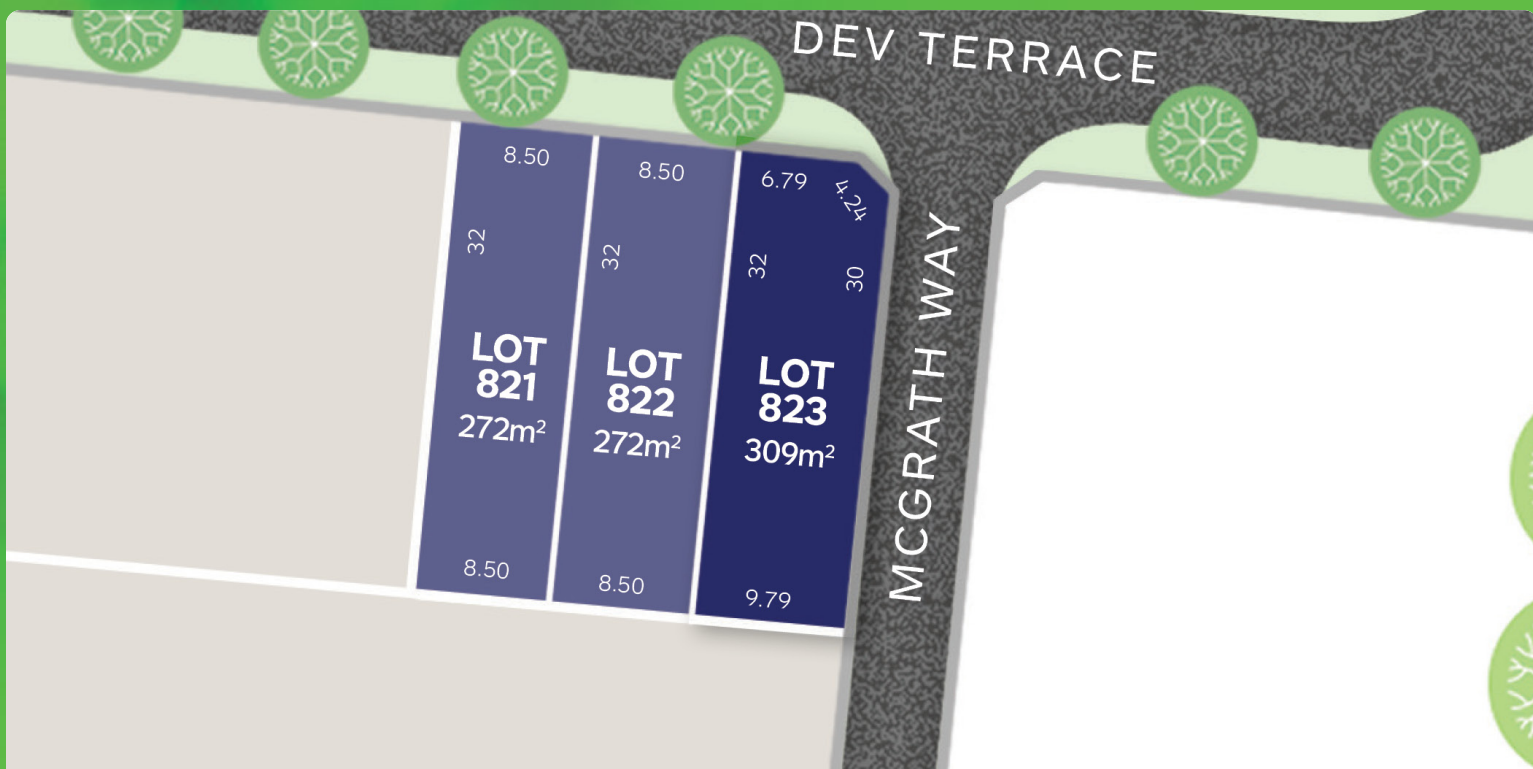 DEV TERRACE
8.50
8.50
6.79
4.24
32
32
32
30
LOT
821
272m²
LOT
822
272m²
LOT
823
309m²
8.50
8.50
9.79
MCGRATH WAY